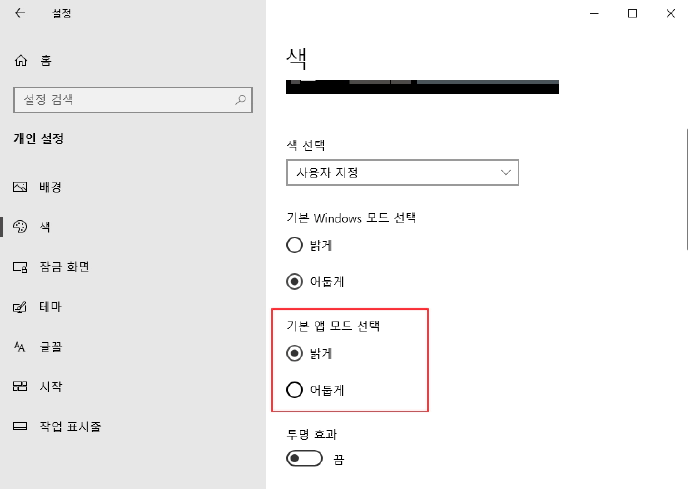 설정
홈
설정 검색
개인 설정
배경
색
잠금 화면
테마
글꼴
시작
작업 표시줄
색
색 선택
사용자 지정
기본 Windows 모드 선택
밝게
어둡게
기본 앱 모드 선택
밝게
어둡게
투명 효과
끔